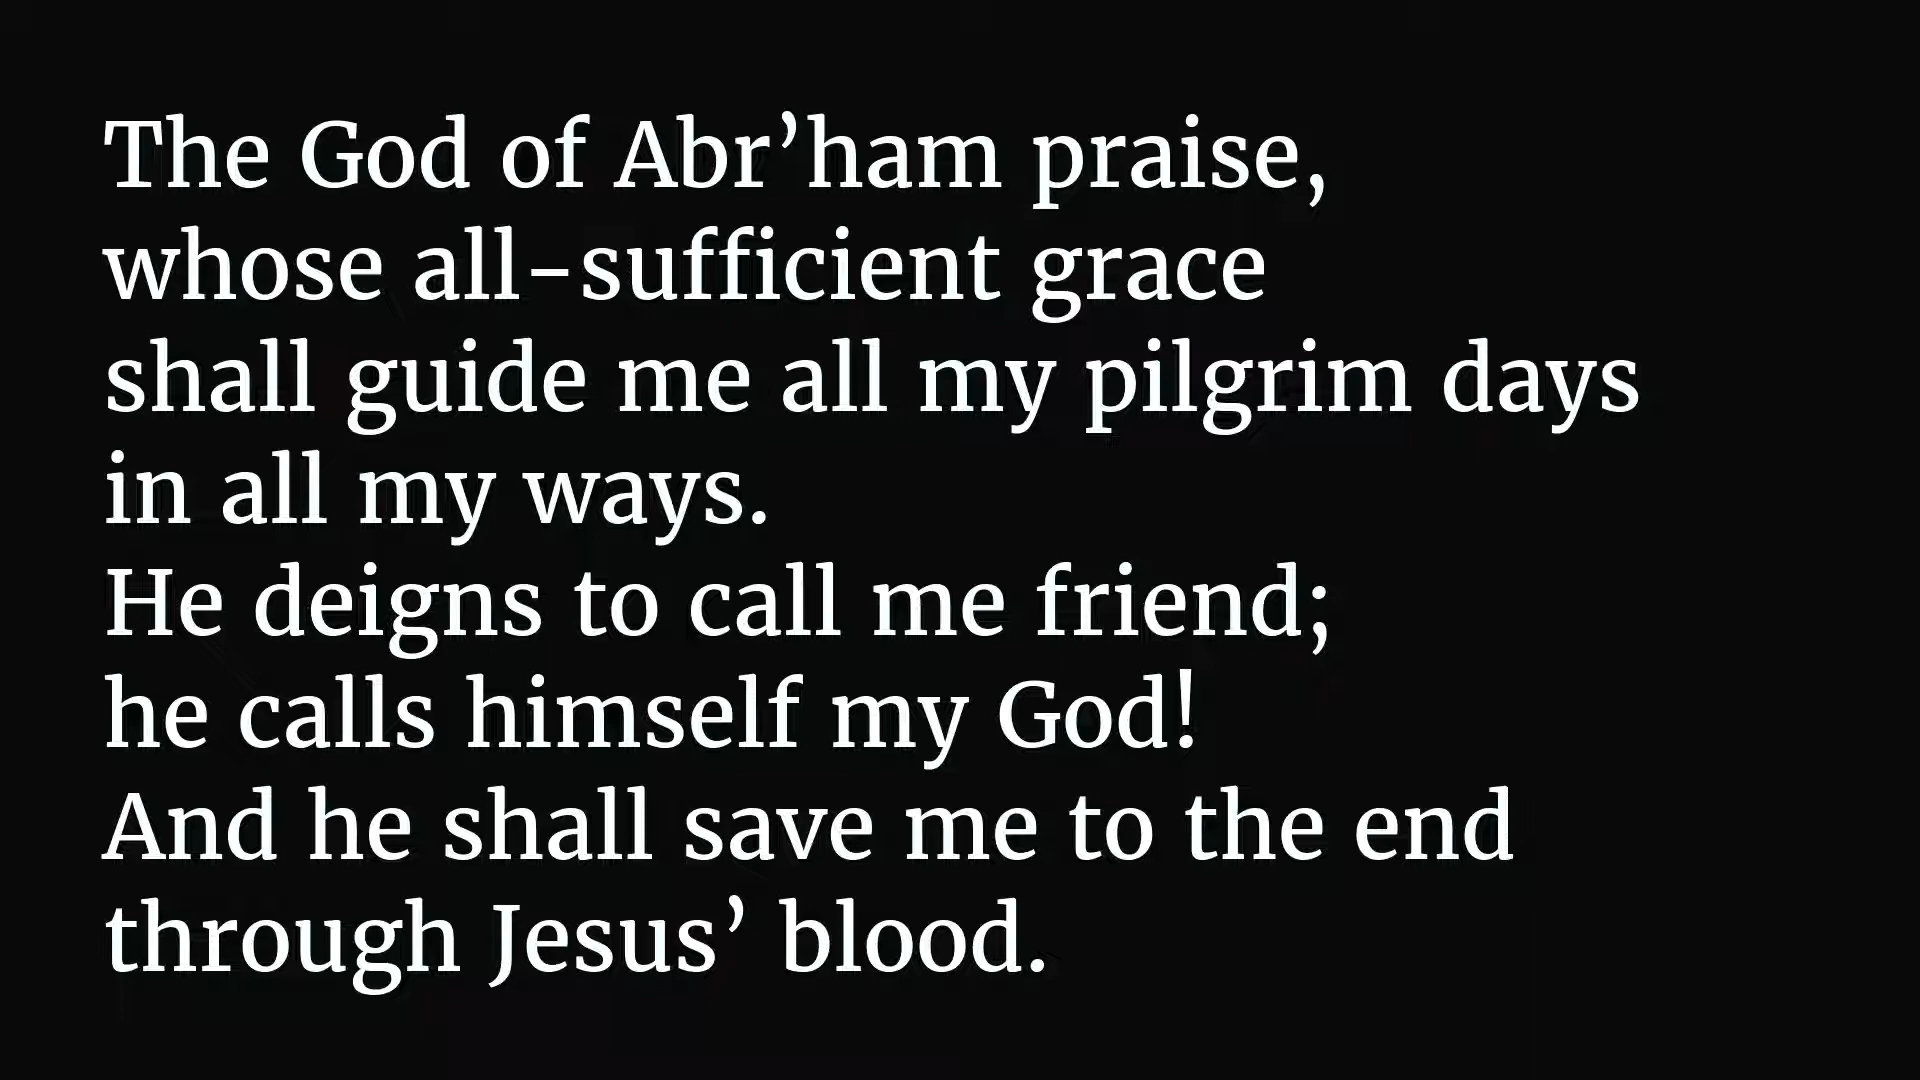 The God of Abr’ham praise,
whose all-sufficient grace
shall guide me all my pilgrim days
in all my ways.
He deigns to call me friend;
he calls himself my God!
And he shall save me to the end
through Jesus’ blood.